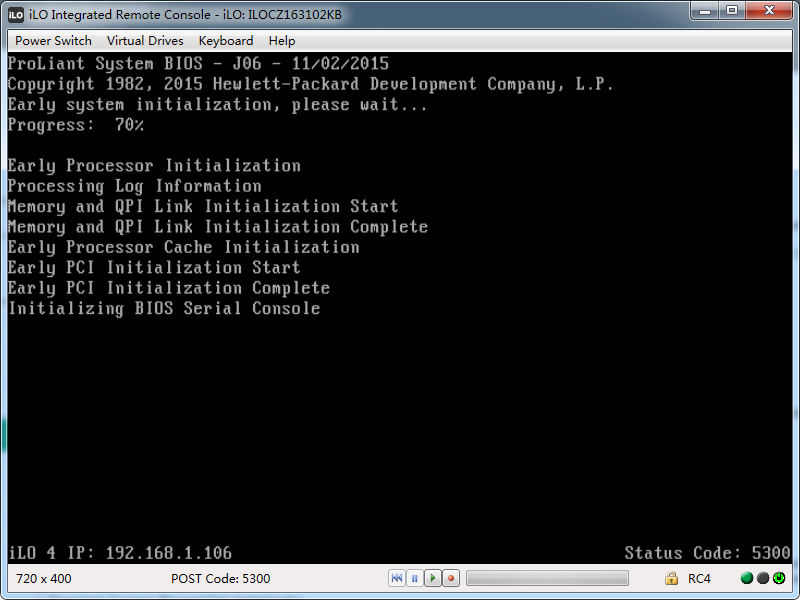 iLO iLO Integrated Remote Console - iLO: ILOCZ163102KB
Power Switch Virtual Drives Keyboard Help
ProLiant System BIOS - J06 - 11/02/2015
Copyright 1982, 2015 Hewlett-Packard Development Company, L.P.
Early system initialization, please wait...
Progress: 70%
Early Processor Initialization
Processing Log Information
Memory and QPI Link Initialization Start
Memory and QPI Link Initialization Complete
Early Processor Cache Initialization
Early PCI Initialization Start
Early PCI Initialization Complete
Initializing BIOS Serial Console
iLO 4 IP: 192.168.1.106 Status Code: 5300
720 x 400 POST Code: 5300 RC4